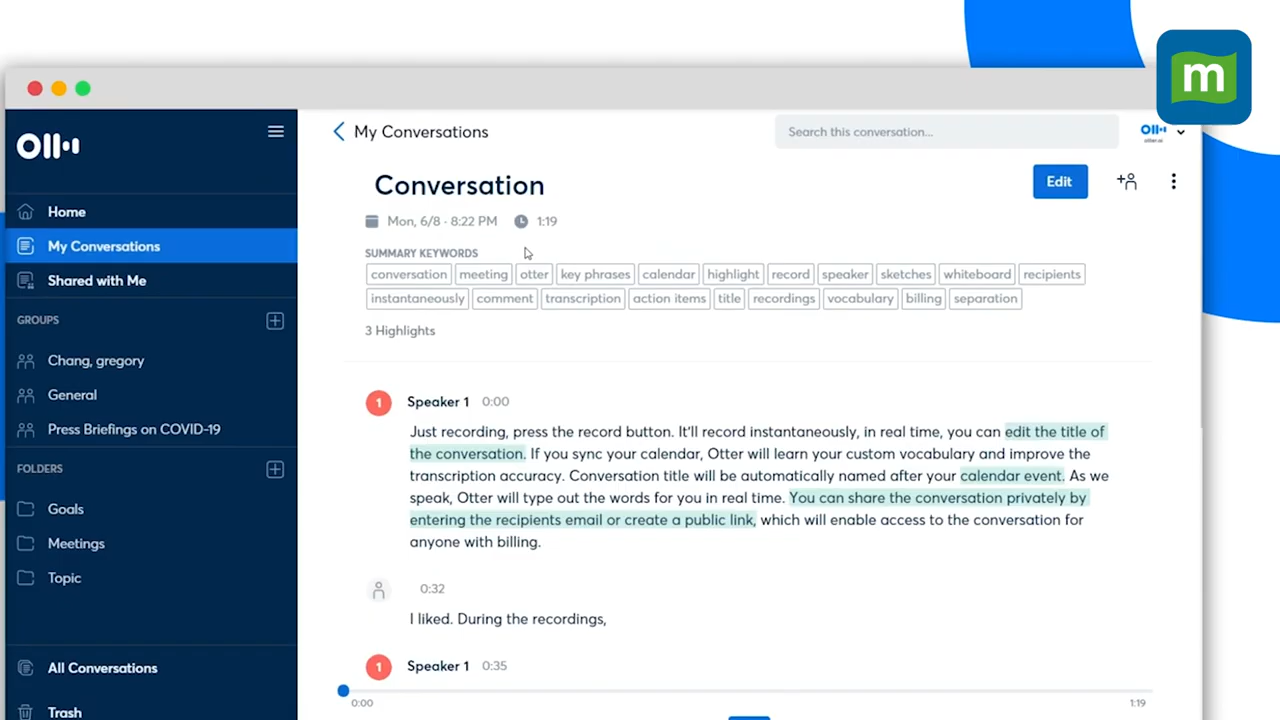 m
My Conversations
Search this conversation...
otter.ai
Conversation
Edit
Mon, 6/8 · 8:22 PM 1:19
Home
My Conversations
SUMMARY KEYWORDS
conversation meeting otter key phrases calendar highlight record speaker sketches whiteboard recipients
Shared with Me
instantaneously comment transcription action items title recordings vocabulary billing separation
GROUPS
3 Highlights
Chang, gregory
General
Press Briefings on COVID-19
FOLDERS
Goals
Meetings
Topic
All Conversations
Trash
1 Speaker 1 0:00
Just recording, press the record button. It'll record instantaneously, in real time, you can edit the title of
the conversation. If you sync your calendar, Otter will learn your custom vocabulary and improve the
transcription accuracy. Conversation title will be automatically named after your calendar event. As we
speak, Otter will type out the words for you in real time. You can share the conversation privately by
entering the recipients email or create a public link, which will enable access to the conversation for
anyone with billing.
0:32
I liked. During the recordings,
1 Speaker 1 0:35
0:00 1:19